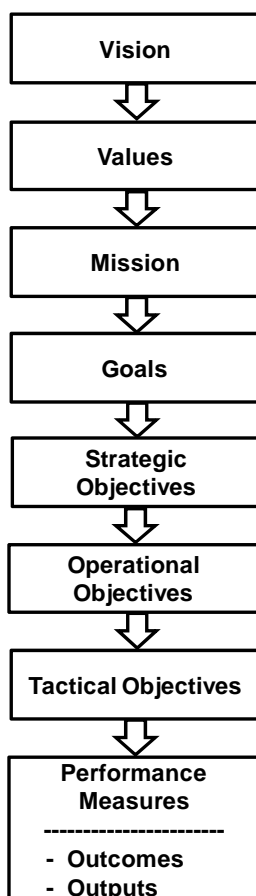 Vision
Values
Mission
Goals
Strategic
Objectives
Operational
Objectives
Tactical Objectives
Performance
Measures
-----------------------
- Outcomes
- Outputs